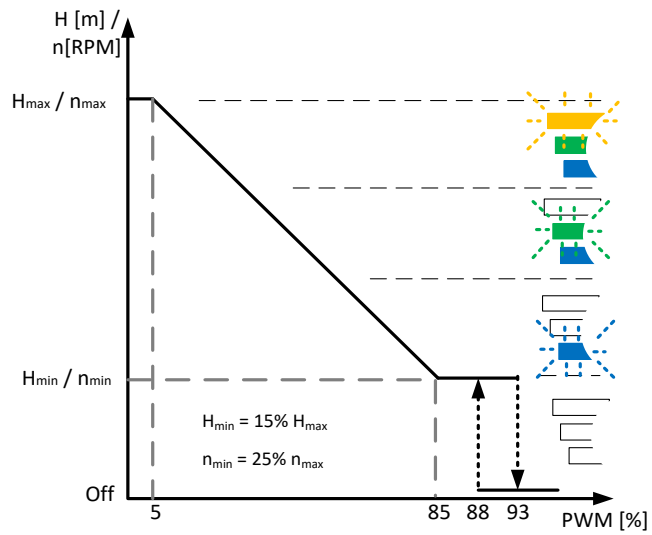 H [m] /
n[RPM]
Hmax / nmax
Hmin / nmin
Hmin = 15% Hmax
nmin = 25% nmax
Off
5
85
88
93
PWM [%]